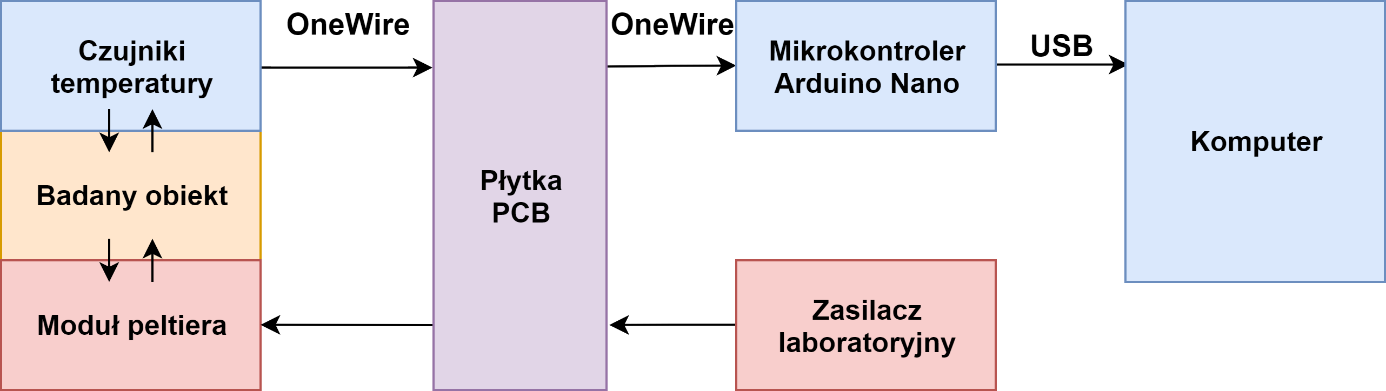 Czujniki
temperatury
OneWire
Płytka
PCB
OneWire
Mikrokontroler
Arduino Nano
USB
Komputer
Badany obiekt
Moduł peltiera
Zasilacz
laboratoryjny